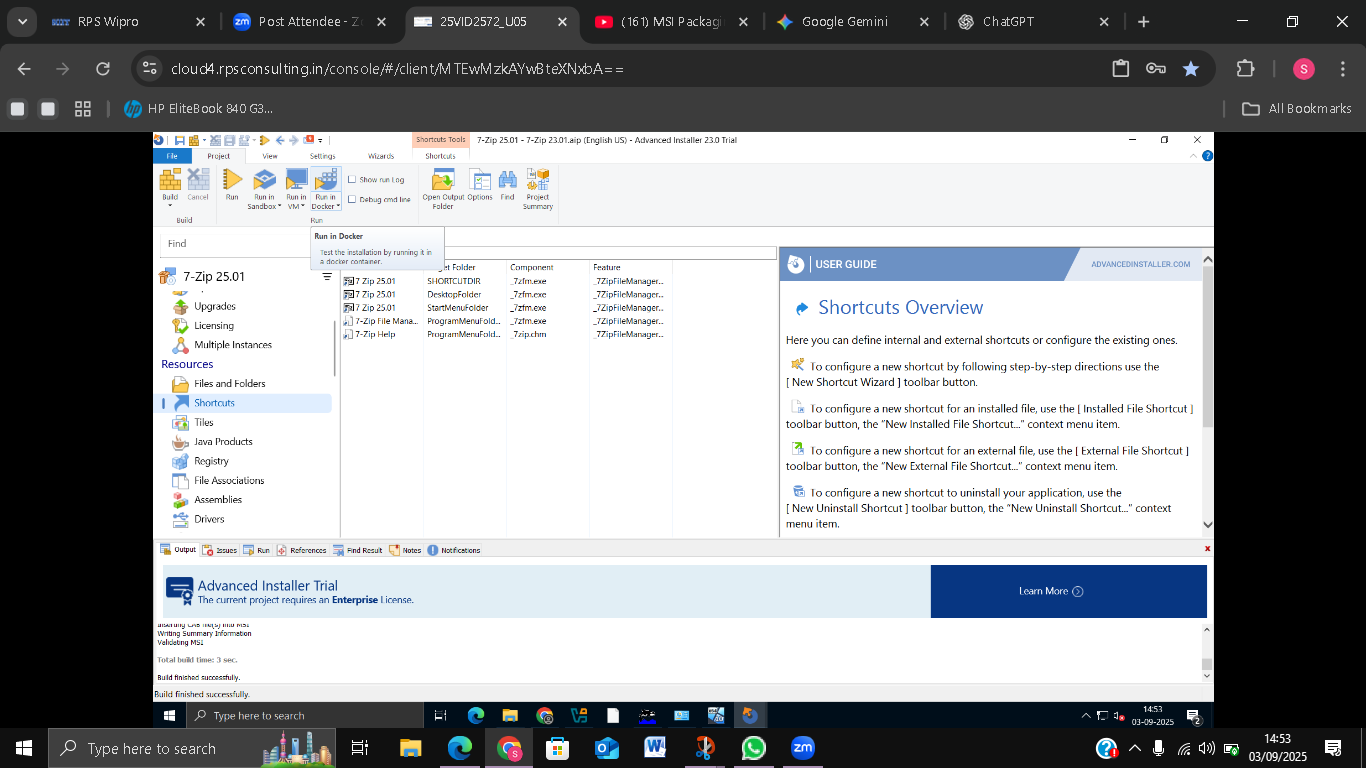 RPS Wipro
Post Attendee - Z
25VID2572_U05
(161) MSI Packagi
Google Gemini
ChatGPT
cloud4.rpsconsulting.in/console/#/client/MTEwMzkAYwBteXNxbA==
S
HP EliteBook 840 G3...
All Bookmarks
Shortcuts Tools
7-Zip 25.01 - 7-Zip 23.01.aip (English US) - Advanced Installer 23.0 Trial
File
Project
View
Settings
Wizards
Shortcuts
Build
Cancel
Run
Run in Sandbox
Run in VM
Run in Docker
Show run Log
Debug cmd line
Open Output Folder
Options
Find
Project Summary
Build
Run
Find
Run in Docker
Test the installation by running it in
a docker container.
7-Zip 25.01
Upgrades
Licensing
Multiple Instances
Resources
Files and Folders
Shortcuts
Tiles
Java Products
Registry
File Associations
Assemblies
Drivers
get Folder Component Feature
7 Zip 25.01 SHORTCUTDIR _7zfm.exe _7ZipFileManager...
7 Zip 25.01 DesktopFolder _7zfm.exe _7ZipFileManager...
7 Zip 25.01 StartMenuFolder _7zfm.exe _7ZipFileManager...
7-Zip File Mana... ProgramMenuFold... _7zfm.exe _7ZipFileManager...
7-Zip Help ProgramMenuFold... _7zip.chm _7ZipFileManager...
USER GUIDE
ADVANCEDINSTALLER.COM
Shortcuts Overview
Here you can define internal and external shortcuts or configure the existing ones.
To configure a new shortcut by following step-by-step directions use the
[ New Shortcut Wizard ] toolbar button.
To configure a new shortcut for an installed file, use the [ Installed File Shortcut ]
toolbar button, the "New Installed File Shortcut..." context menu item.
To configure a new shortcut for an external file, use the [ External File Shortcut ]
toolbar button, the "New External File Shortcut..." context menu item.
To configure a new shortcut to uninstall your application, use the
[ New Uninstall Shortcut ] toolbar button, the "New Uninstall Shortcut..." context
menu item.
Output
Issues
Run
References
Find Result
Notes
Notifications
Advanced Installer Trial
The current project requires an Enterprise License.
Learn More
Inserting CAB file(s) into MSI
Writing Summary Information
Validating MSI
Total build time: 3 sec.
Build finished successfully.
Build finished successfully.
Type here to search
14:53
03-09-2025
2
Type here to search
14:53
03/09/2025